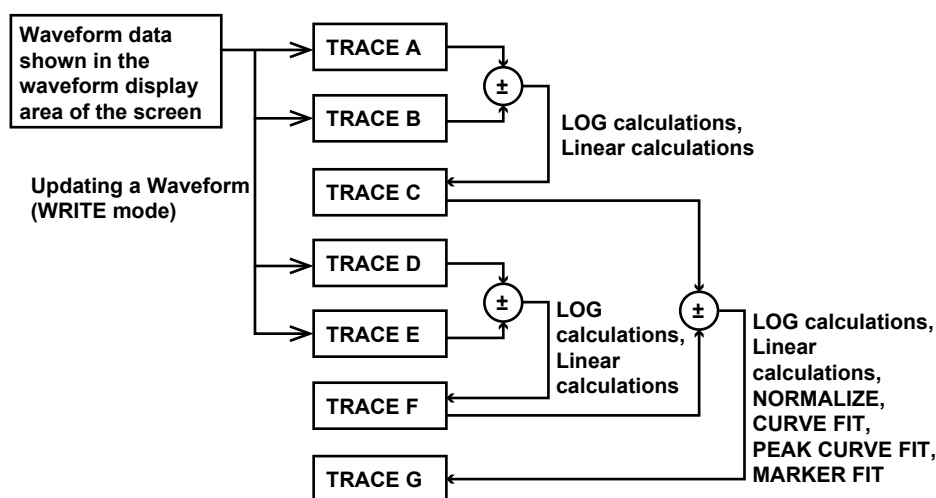 Waveform data
shown in the
waveform display
area of the screen
TRACE A
±
TRACE B
LOG calculations,
Linear calculations
Updating a Waveform
(WRITE mode)
TRACE C
TRACE D
±
TRACE E
LOG
calculations,
Linear
calculations
±
LOG calculations,
Linear
calculations,
NORMALIZE,
CURVE FIT,
PEAK CURVE FIT,
MARKER FIT
TRACE F
TRACE G